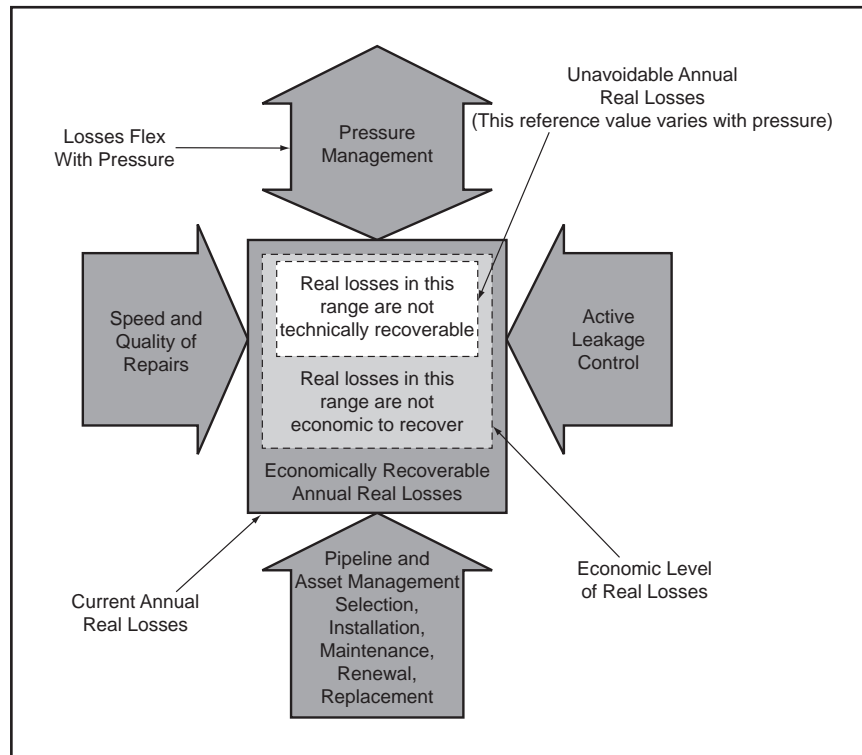 Unavoidable Annual
Real Losses
(This reference value varies with pressure)
Losses Flex
With Pressure
Pressure
Management
Speed and
Quality of
Repairs
Real losses in this
range are not
technically recoverable
Real losses in this
range are not
economic to recover
Economically Recoverable
Annual Real Losses
Active
Leakage
Control
Current Annual
Real Losses
Pipeline and
Asset Management
Selection,
Installation,
Maintenance,
Renewal,
Replacement
Economic Level
of Real Losses